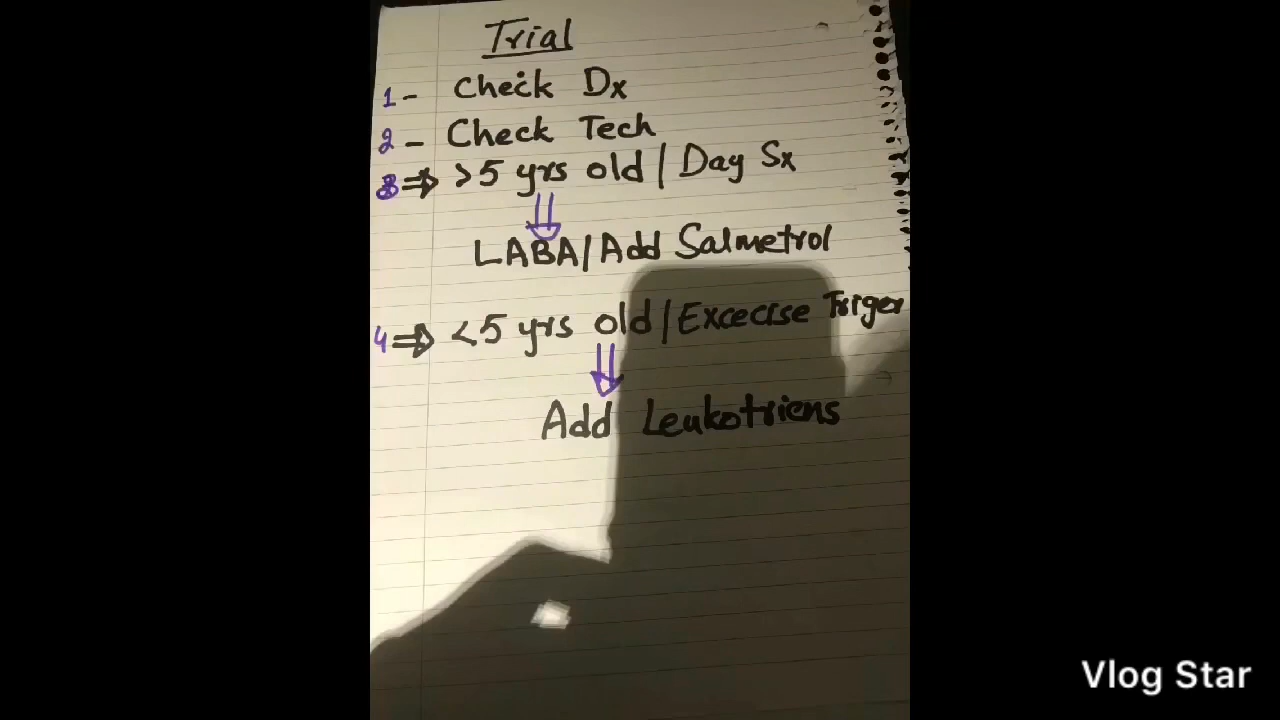 Trial
1- Check Dx
2- Check Tech
3⇒ >5 yrs old | Day Sx
⇓
LABA/Add Salmetrol
4⇒ <5 yrs old | Excecise Triger
⇓
Add Leukotriens
Vlog Star